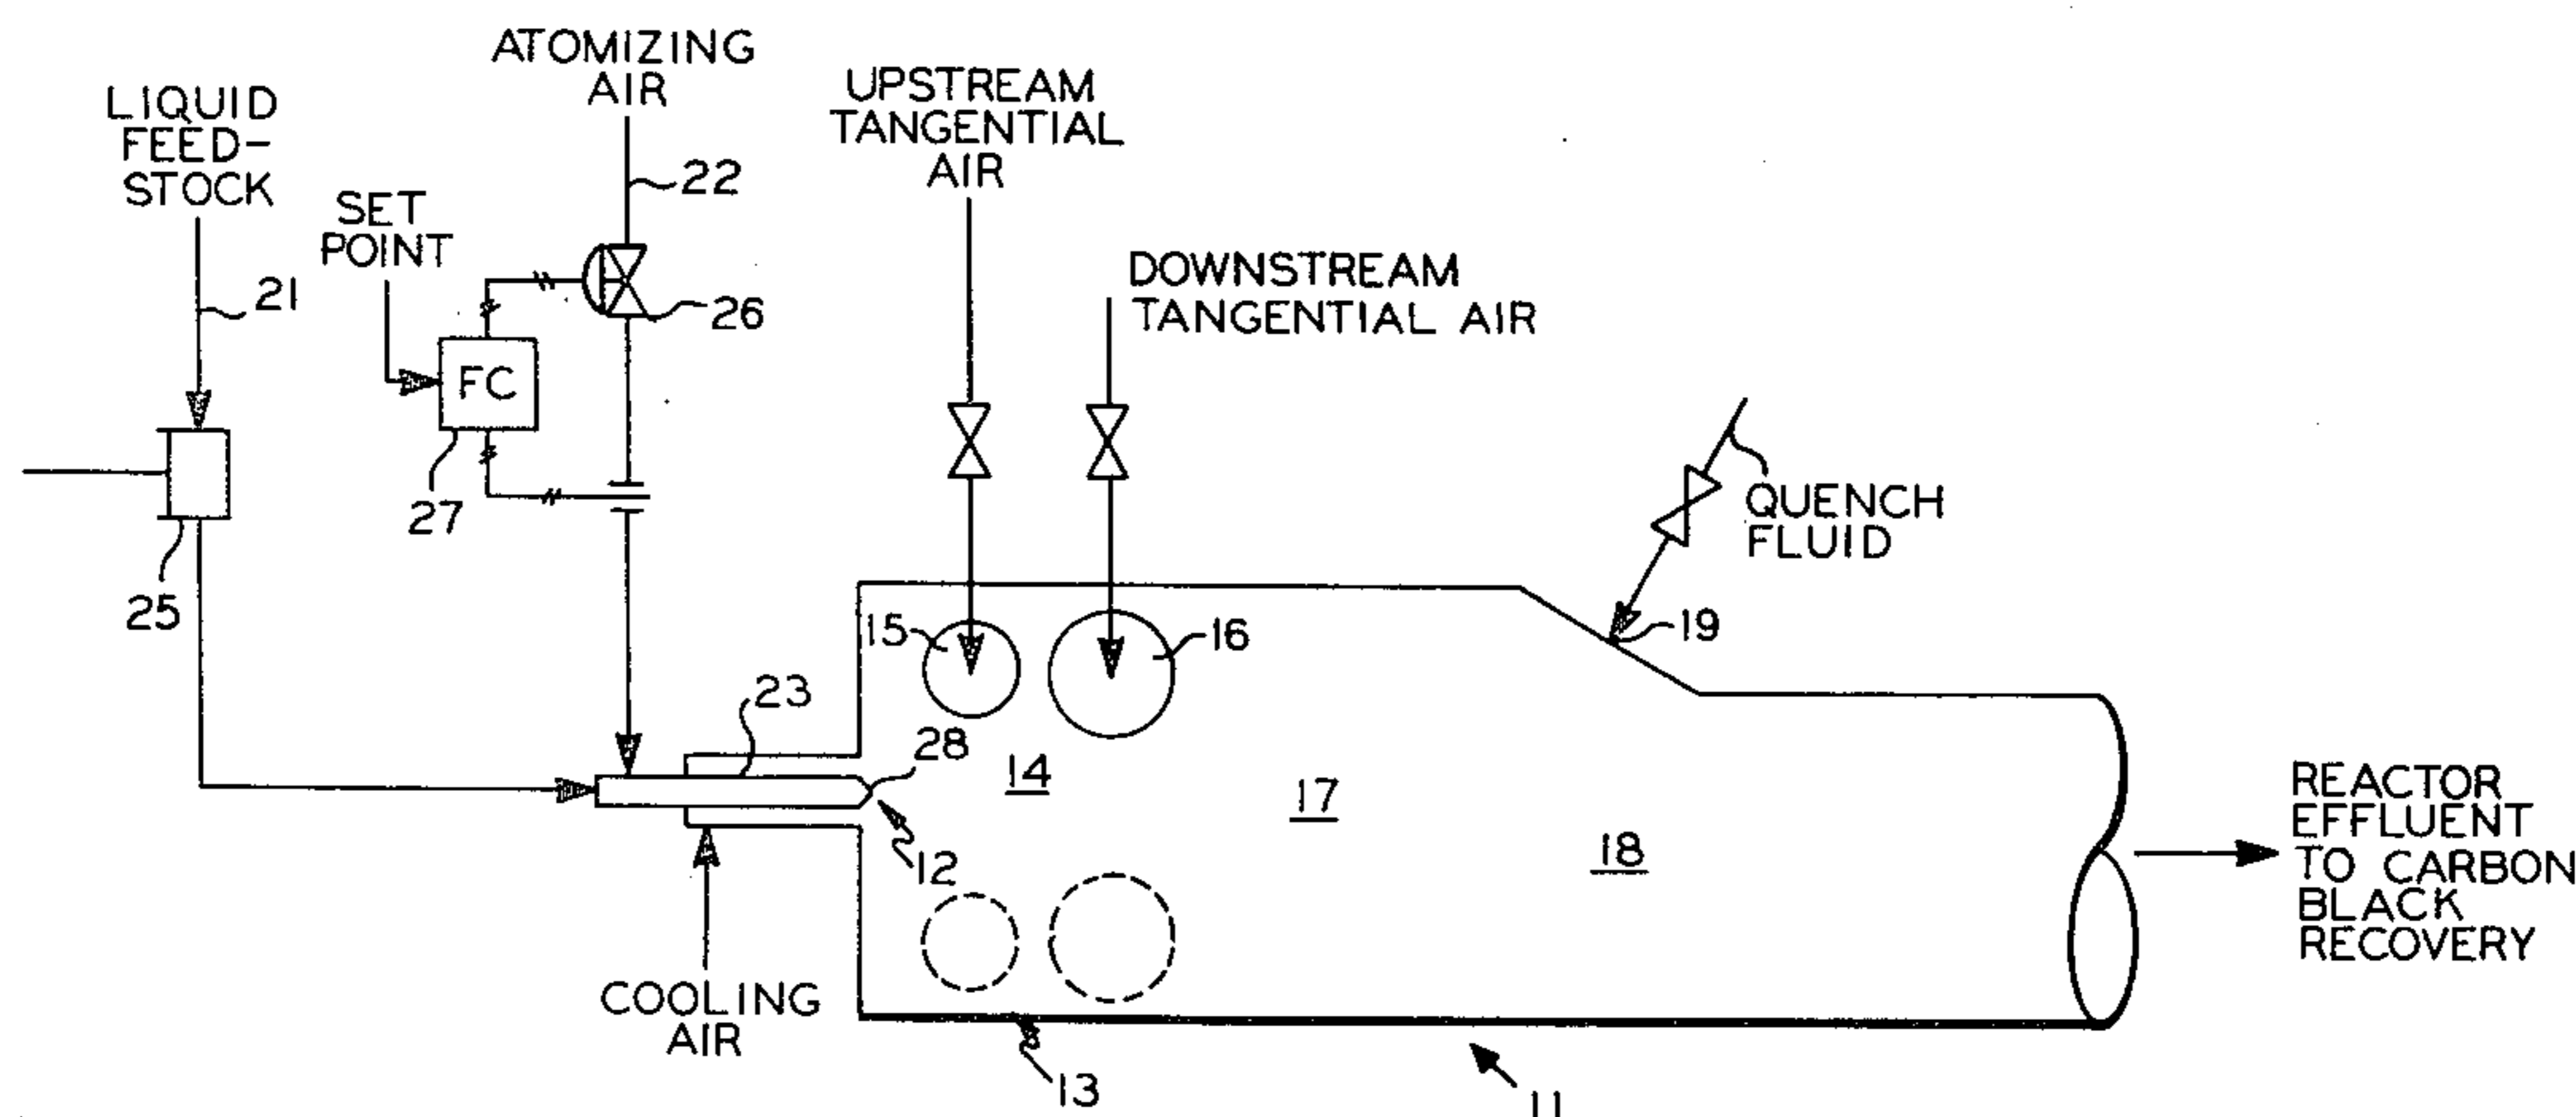 ATOMIZING
AIR
LIQUID
FEED-
STOCK
UPSTREAM
TANGENTIAL
AIR
22
SET
POINT
21
26
DOWNSTREAM
TANGENTIAL AIR
FC
27
25
QUENCH
FLUID
15
16
19
23
28
14
17
12
18
REACTOR
EFFLUENT
TO CARBON
BLACK
RECOVERY
COOLING
AIR
13
11